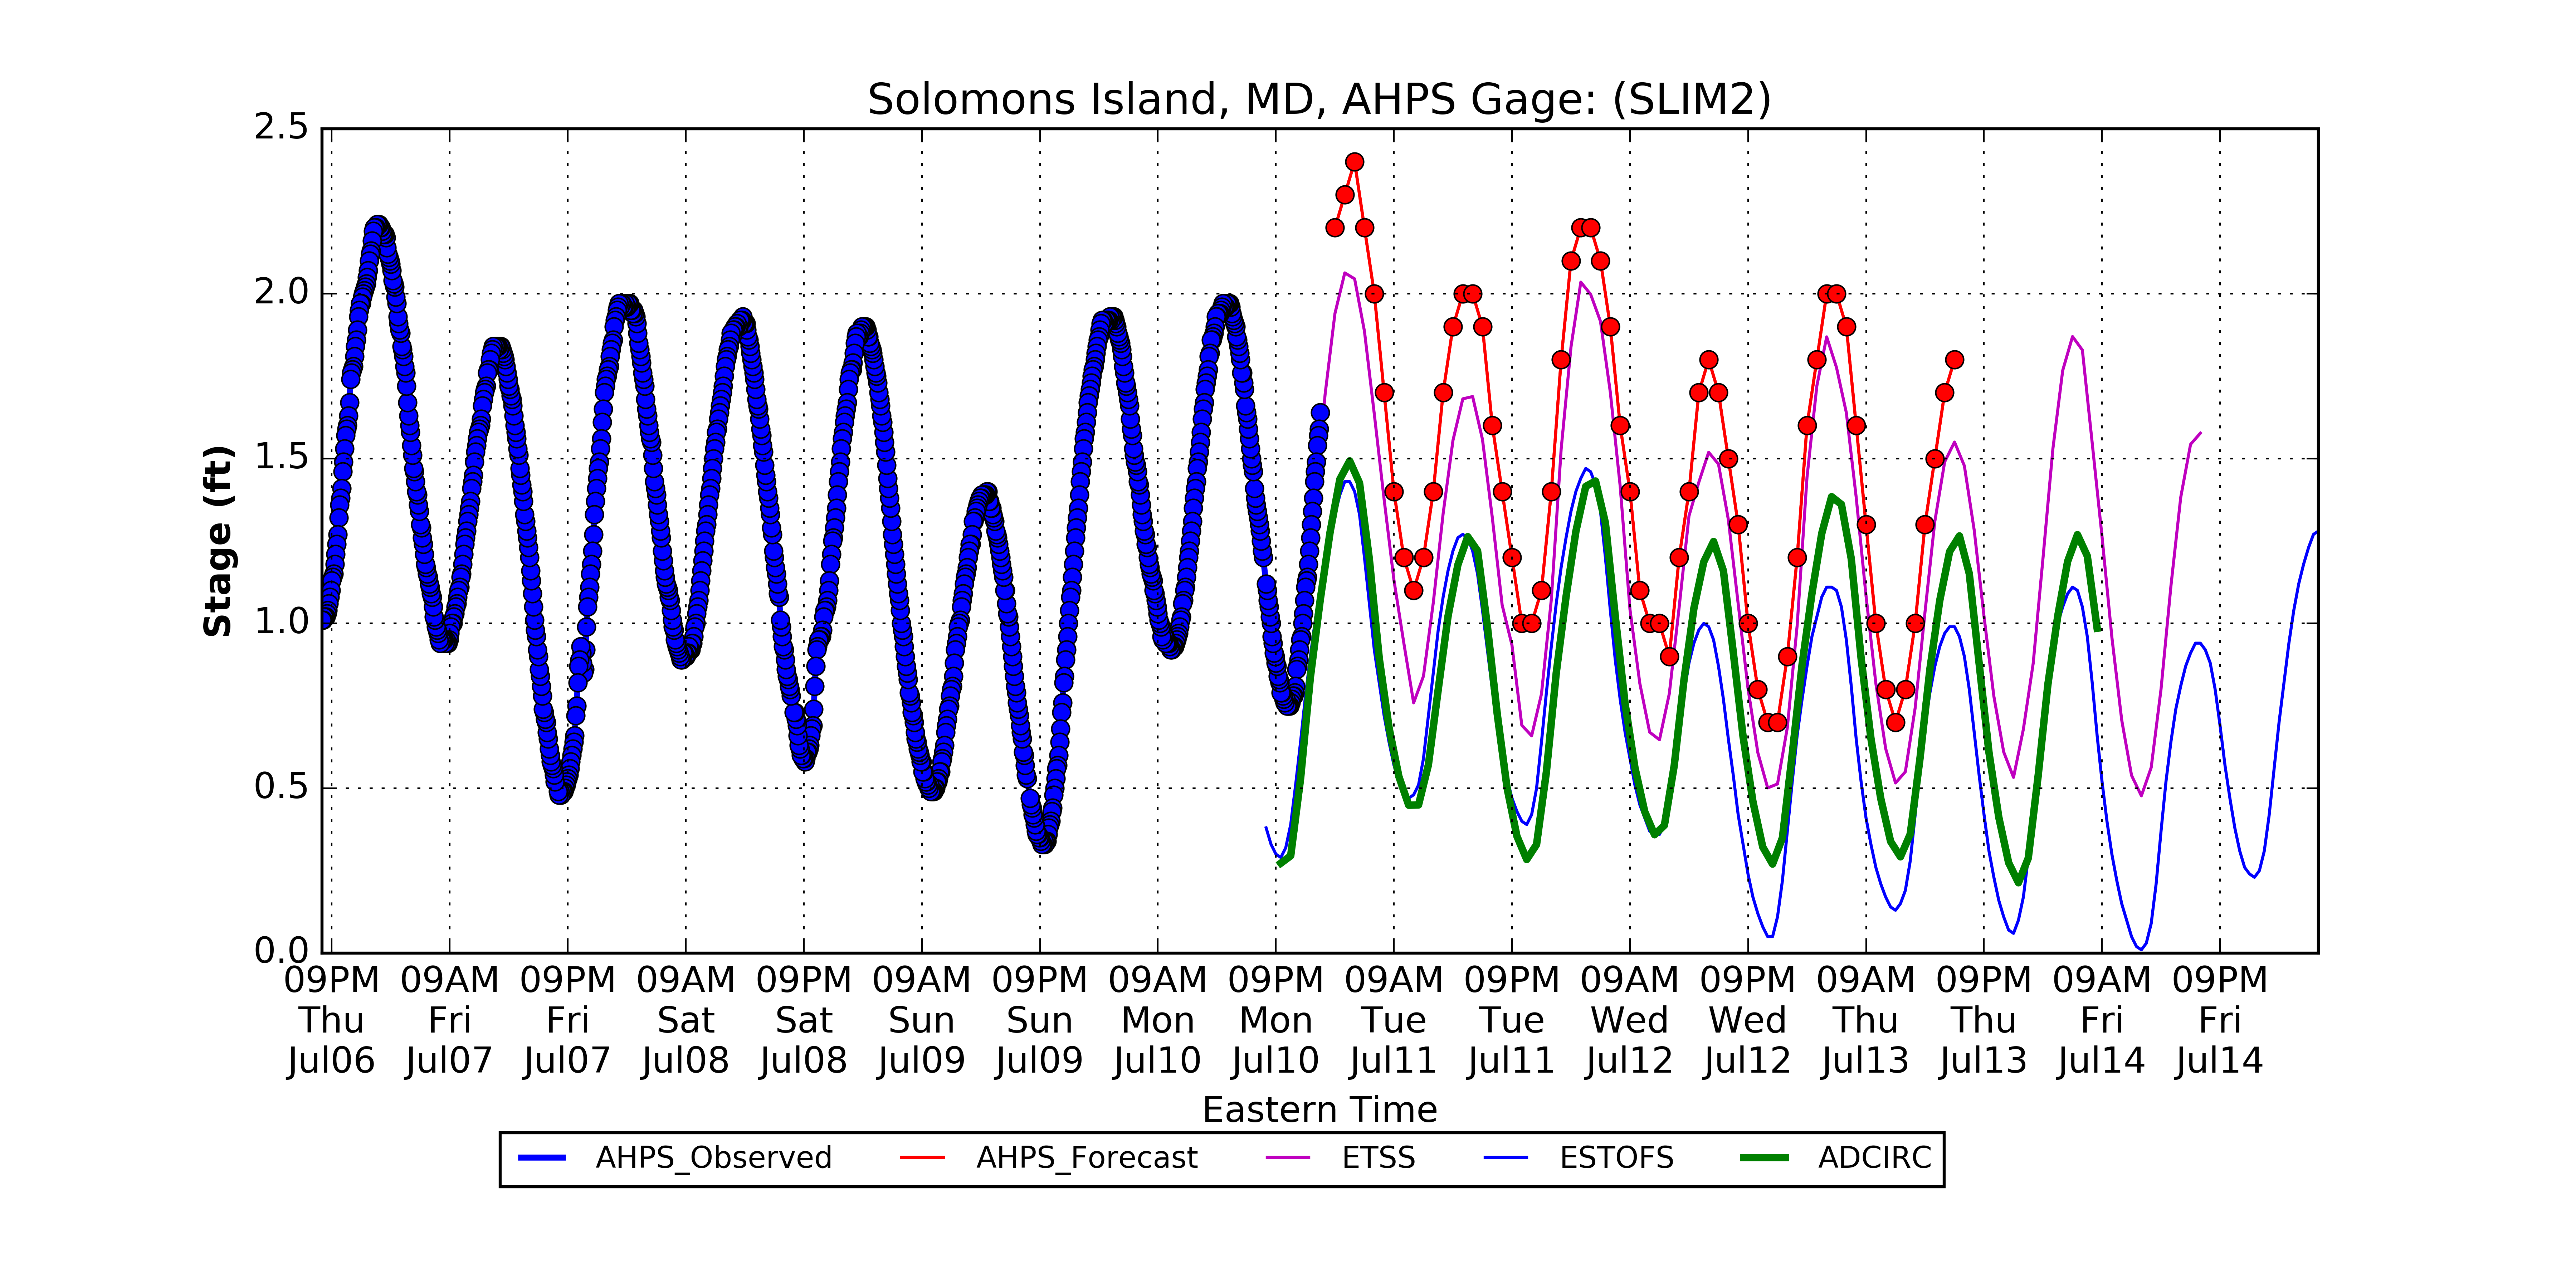 Solomons Island, MD, AHPS Gage: (SLIM2)
2.5
2.0
1.5
1.0
0.5
0.0
Stage (ft)
09PM 09AM 09PM 09AM 09PM 09AM 09PM 09AM 09PM 09AM 09PM 09AM 09PM 09AM 09PM 09AM 09PM
Thu Fri Fri Sat Sat Sun Sun Mon Mon Tue Tue Wed Wed Thu Thu Fri Fri
Jul06 Jul07 Jul07 Jul08 Jul08 Jul09 Jul09 Jul10 Jul10 Jul11 Jul11 Jul12 Jul12 Jul13 Jul13 Jul14 Jul14
Eastern Time
AHPS_Observed AHPS_Forecast ETSS ESTOFS ADCIRC